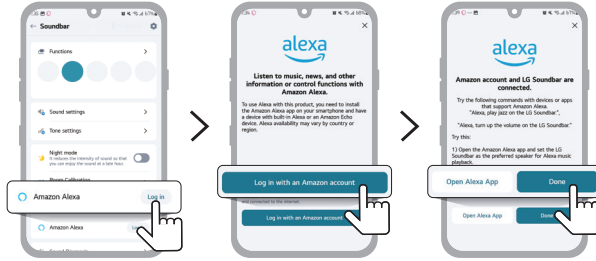 Soundbar
Functions
Sound settings
Tone settings
Night mode
It reduces the intensity of sound so that
you can enjoy the sound at a late hour.
Room Calibration
Amazon Alexa
Log in
Amazon Alexa
alexa
Listen to music, news, and other
information or control functions with
Amazon Alexa.
To use Alexa with this product, you need to install
the Amazon Alexa app on your smartphone and have
a device with built-in Alexa or an Amazon Echo
device. Alexa availability may vary by country or
region.
Log in with an Amazon account
and connected to the internet.
Log in with an Amazon account
alexa
Amazon account and LG Soundbar are
connected.
Try the following commands with devices or apps
that support Amazon Alexa.
"Alexa, play jazz on the LG Soundbar.",
"Alexa, turn up the volume on the LG Soundbar."
Try this:
1) Open the Amazon Alexa app and set the LG
Soundbar as the preferred speaker for Alexa music
playback.
Open Alexa App
Done
Open Alexa App
Done